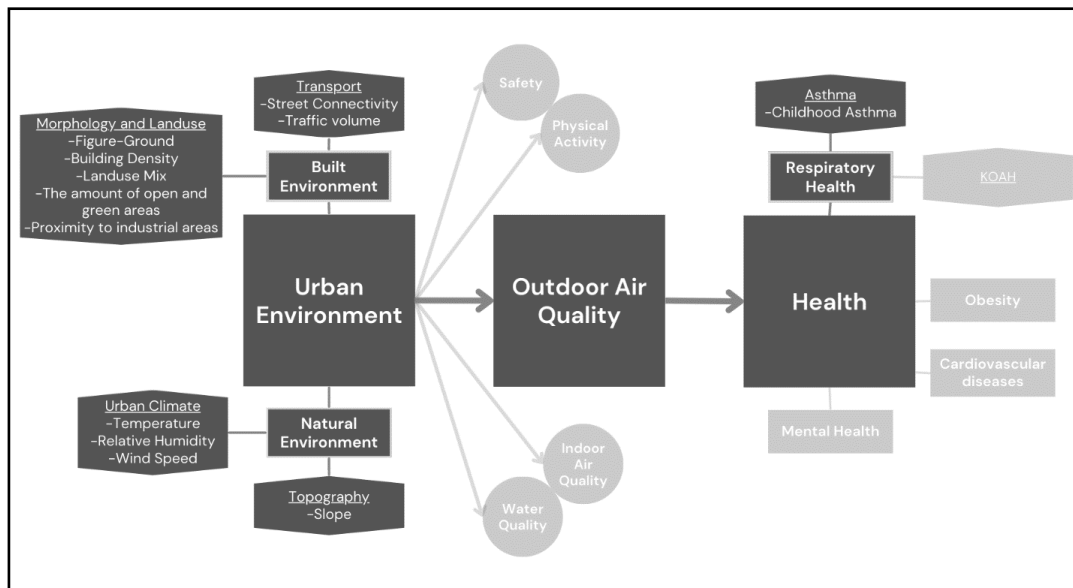 Transport
-Street Connectivity
-Traffic volume
Morphology and Landuse
-Figure-Ground
-Building Density
-Landuse Mix
-The amount of open and
green areas
-Proximity to industrial areas
Built
Environment
Urban
Environment
Natural
Environment
Urban Climate
-Temperature
-Relative Humidity
-Wind Speed
Topography
-Slope
Safety
Physical
Activity
Outdoor Air
Quality
Indoor
Air
Quality
Water
Quality
Asthma
-Childhood Asthma
Respiratory
Health
KOAH
Health
Obesity
Cardiovascular
diseases
Mental Health